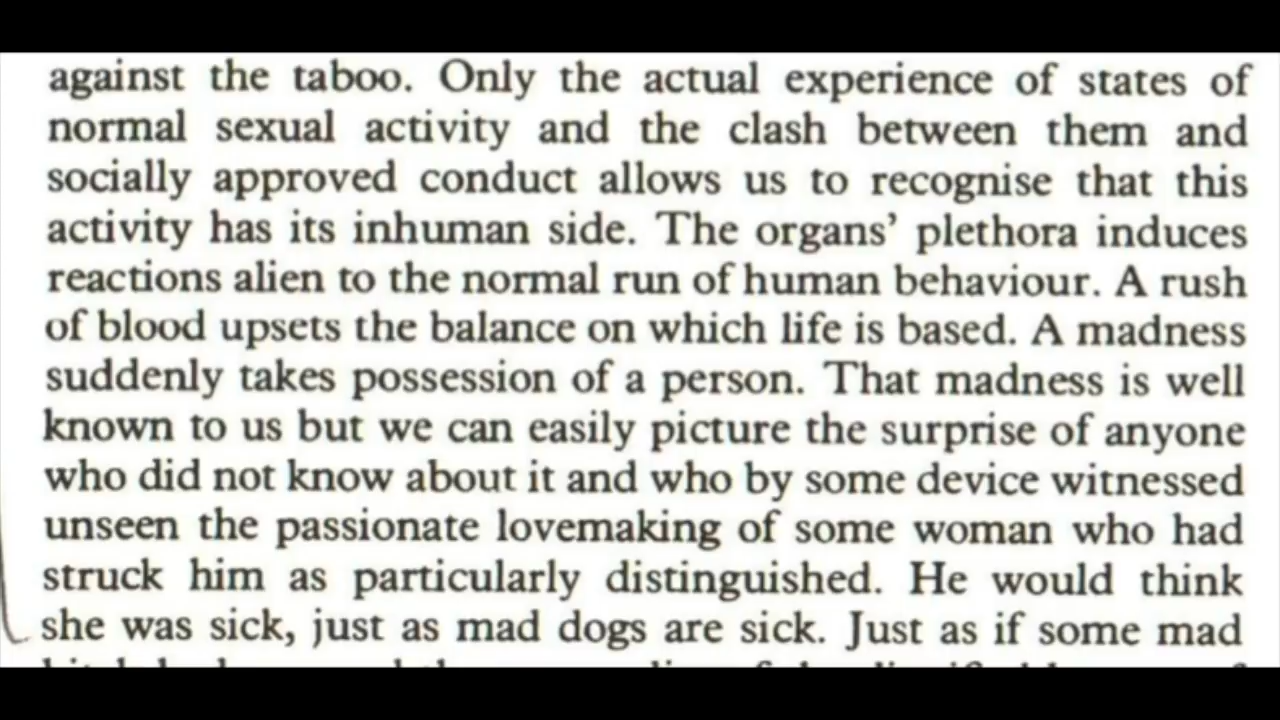 against the taboo. Only the actual experience of states of
normal sexual activity and the clash between them and
socially approved conduct allows us to recognise that this
activity has its inhuman side. The organs’ plethora induces
reactions alien to the normal run of human behaviour. A rush
of blood upsets the balance on which life is based. A madness
suddenly takes possession of a person. That madness is well
known to us but we can easily picture the surprise of anyone
who did not know about it and who by some device witnessed
unseen the passionate lovemaking of some woman who had
struck him as particularly distinguished. He would think
she was sick, just as mad dogs are sick. Just as if some mad